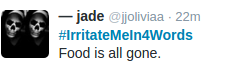 — jade @jjoliviaa · 22m
#IrritateMeIn4Words
Food is all gone.